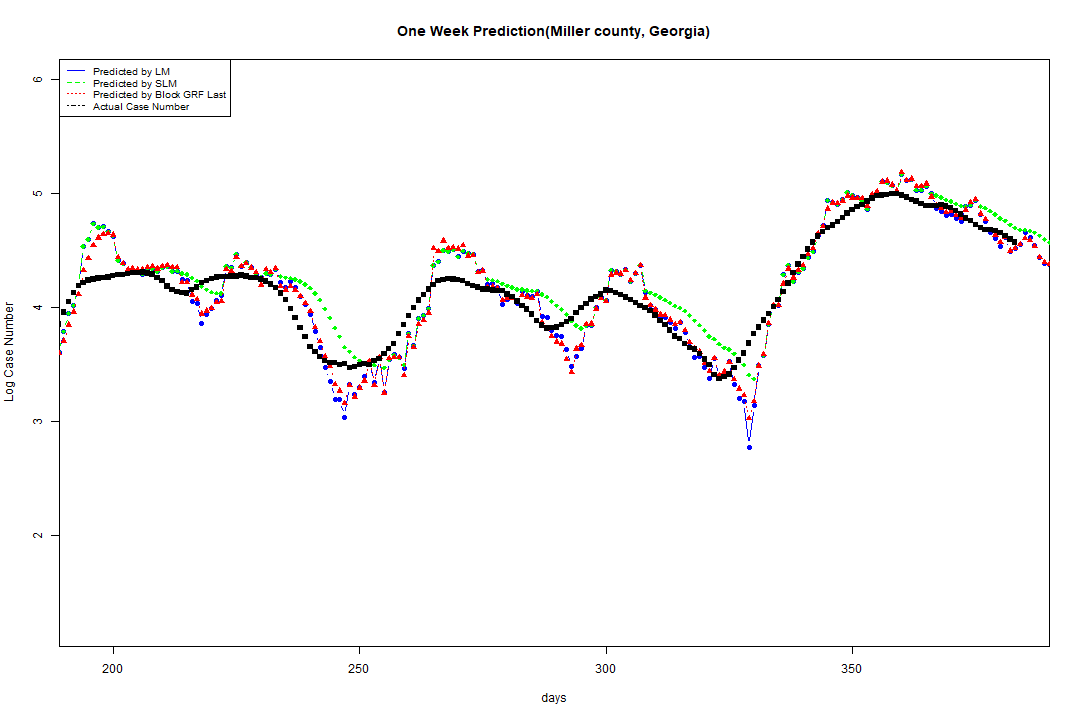 One Week Prediction(Miller county, Georgia)
Predicted by LM
Predicted by SLM
Predicted by Block GRF Last
Actual Case Number
6
5
4
3
2
Log Case Number
200
250
300
350
days